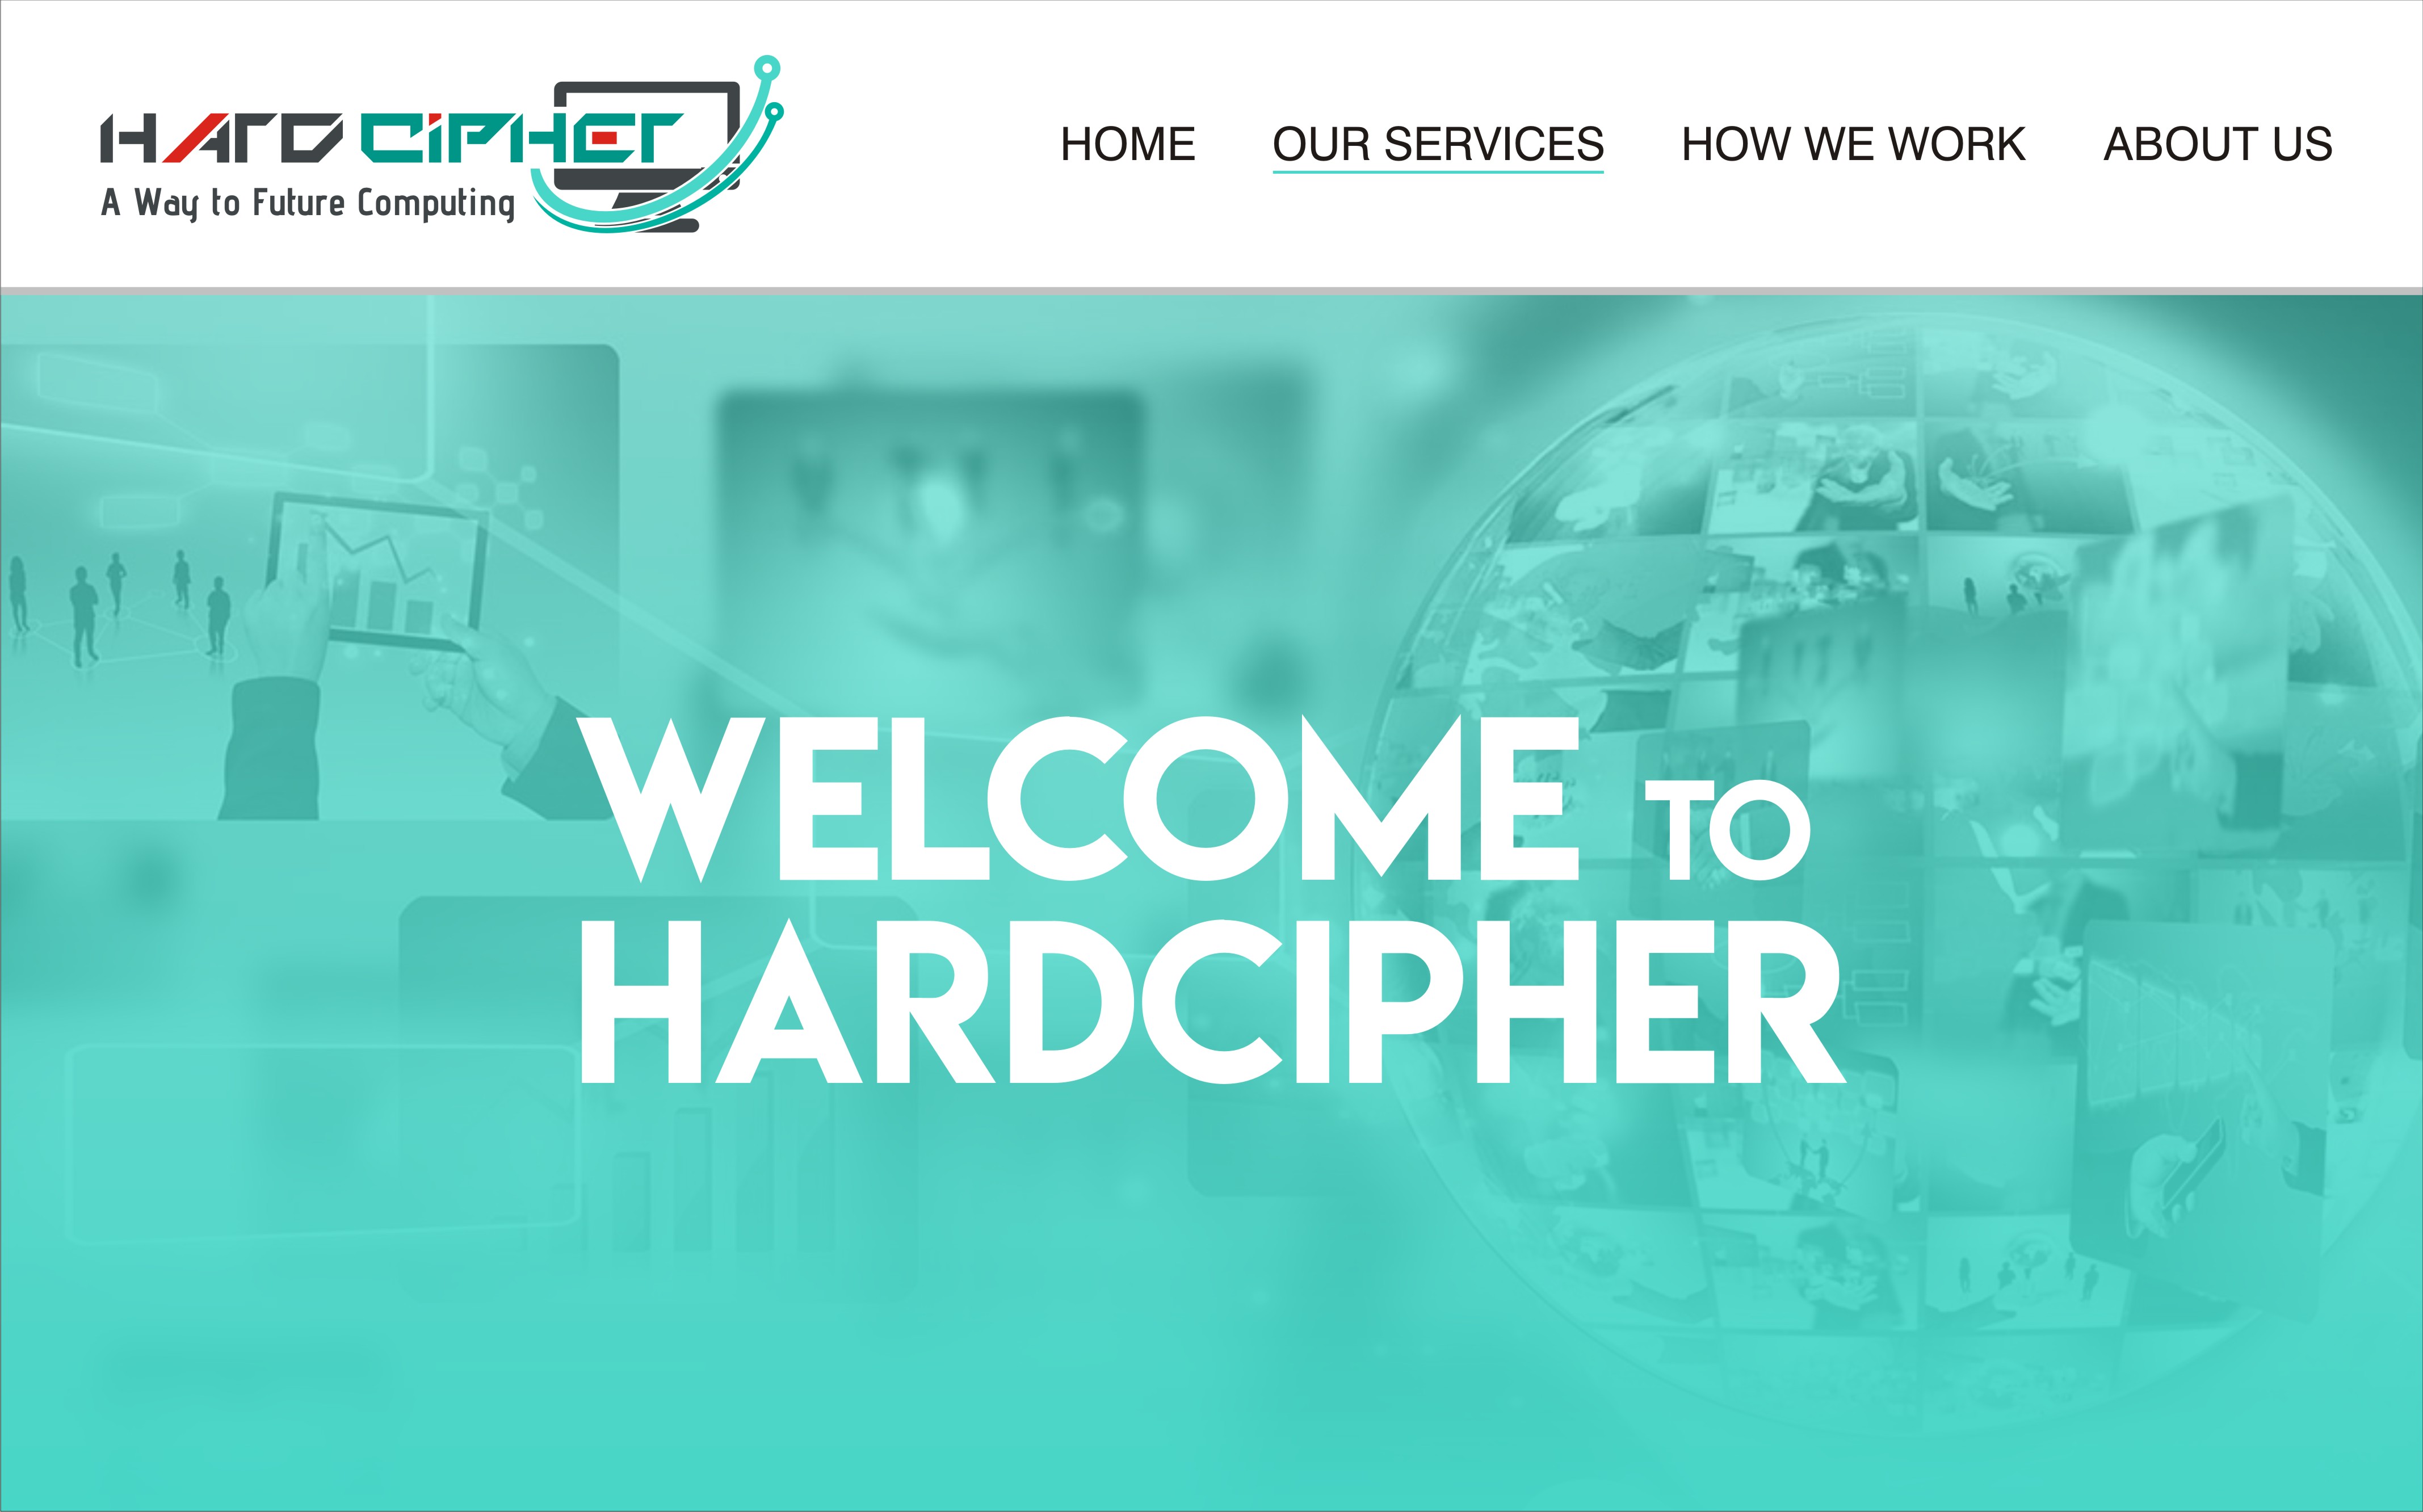 HARD CiPHER
A Way to Future Computing
HOME OUR SERVICES HOW WE WORK ABOUT US
WELCOME TO
HARDCIPHER